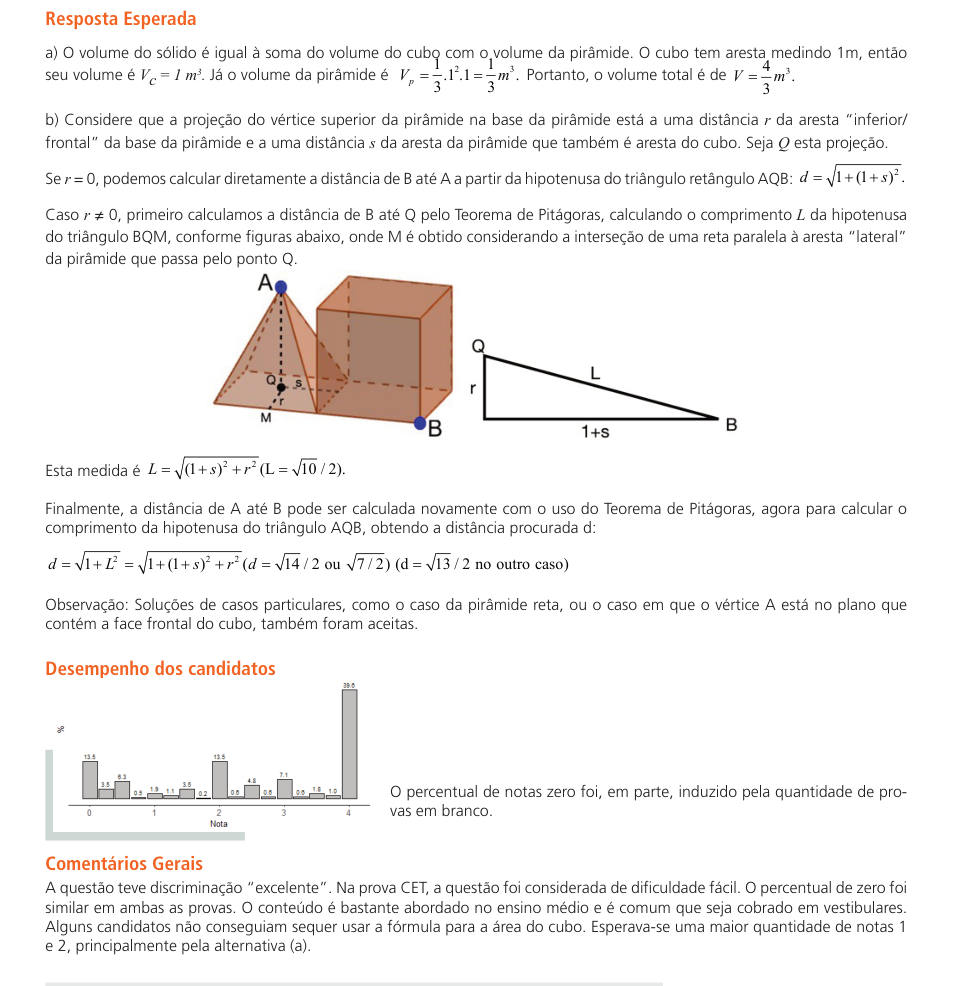 Resposta Esperada
a) O volume do sólido é igual à soma do volume do cubo com o volume da pirâmide. O cubo tem aresta medindo 1m, então
seu volume é V_C = 1 m³. Já o volume da pirâmide é V_p = 1/3 .1².1 = 1/3 m³. Portanto, o volume total é de V = 4/3 m³.
b) Considere que a projeção do vértice superior da pirâmide na base da pirâmide está a uma distância r da aresta "inferior/
frontal" da base da pirâmide e a uma distância s da aresta da pirâmide que também é aresta do cubo. Seja Q esta projeção.
Se r = 0, podemos calcular diretamente a distância de B até A a partir da hipotenusa do triângulo retângulo AQB: d = √(1+(1+s)²).
Caso r ≠ 0, primeiro calculamos a distância de B até Q pelo Teorema de Pitágoras, calculando o comprimento L da hipotenusa
do triângulo BQM, conforme figuras abaixo, onde M é obtido considerando a interseção de uma reta paralela à aresta "lateral"
da pirâmide que passa pelo ponto Q.
A
Q
s
r
M
B
Q
L
r
B
1+s
Esta medida é L = √((1+s)² + r²) (L = √10 / 2).
Finalmente, a distância de A até B pode ser calculada novamente com o uso do Teorema de Pitágoras, agora para calcular o
comprimento da hipotenusa do triângulo AQB, obtendo a distância procurada d:
d = √(1+L²) = √(1+(1+s)² + r²) (d = √14 / 2 ou √(7/2)) (d = √13 / 2 no outro caso)
Observação: Soluções de casos particulares, como o caso da pirâmide reta, ou o caso em que o vértice A está no plano que
contém a face frontal do cubo, também foram aceitas.
Desempenho dos candidatos
%
13.5 3.5 6.3 0.5 1.9 1.1 3.5 0.2 13.5 0.6 4.8 0.6 7.1 0.6 1.8 1.0 39.6
0 1 2 3 4
Nota
O percentual de notas zero foi, em parte, induzido pela quantidade de pro-
vas em branco.
Comentários Gerais
A questão teve discriminação "excelente". Na prova CET, a questão foi considerada de dificuldade fácil. O percentual de zero foi
similar em ambas as provas. O conteúdo é bastante abordado no ensino médio e é comum que seja cobrado em vestibulares.
Alguns candidatos não conseguiam sequer usar a fórmula para a área do cubo. Esperava-se uma maior quantidade de notas 1
e 2, principalmente pela alternativa (a).